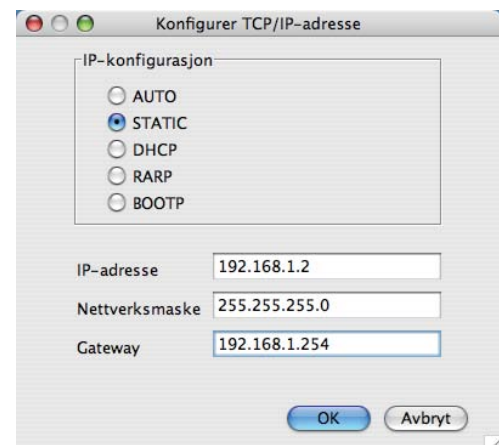 Konfigurer TCP/IP-adresse
IP-konfigurasjon
AUTO
STATIC
DHCP
RARP
BOOTP
IP-adresse 192.168.1.2
Nettverksmaske 255.255.255.0
Gateway 192.168.1.254
OK Avbryt